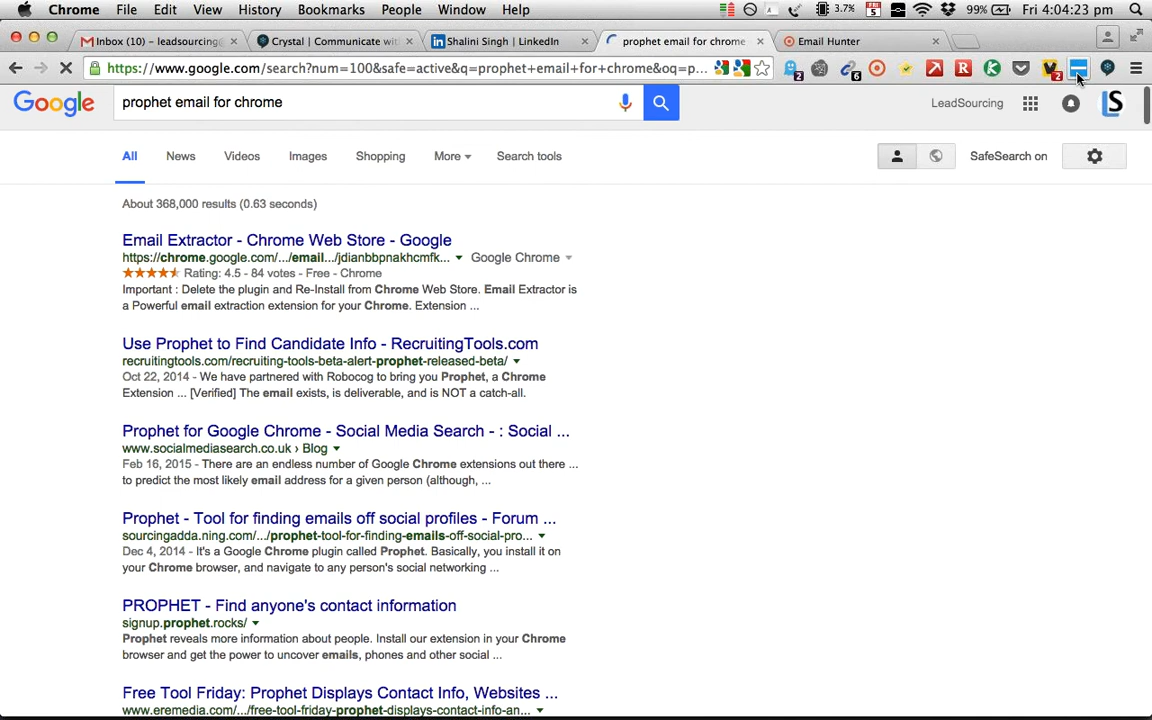 Chrome File Edit View History Bookmarks People Window Help 3.7% 5 99% Fri 4:04:23 pm
Inbox (10) – leadsourcing@ Crystal | Communicate with Shalini Singh | LinkedIn prophet email for chrome Email Hunter
https://www.google.com/search?num=100&safe=active&q=prophet+email+for+chrome&oq=p... 2 6 R K 2
Google prophet email for chrome LeadSourcing LS
All News Videos Images Shopping More Search tools SafeSearch on
About 368,000 results (0.63 seconds)
Email Extractor - Chrome Web Store - Google
https://chrome.google.com/.../email.../jdianbbpnakhcmfk... Google Chrome
Rating: 4.5 - 84 votes - Free - Chrome
Important : Delete the plugin and Re-Install from Chrome Web Store. Email Extractor is
a Powerful email extraction extension for your Chrome. Extension ...
Use Prophet to Find Candidate Info - RecruitingTools.com
recruitingtools.com/recruiting-tools-beta-alert-prophet-released-beta/
Oct 22, 2014 - We have partnered with Robocog to bring you Prophet, a Chrome
Extension ... [Verified] The email exists, is deliverable, and is NOT a catch-all.
Prophet for Google Chrome - Social Media Search - : Social ...
www.socialmediasearch.co.uk › Blog
Feb 16, 2015 - There are an endless number of Google Chrome extensions out there ...
to predict the most likely email address for a given person (although, ...
Prophet - Tool for finding emails off social profiles - Forum ...
sourcingadda.ning.com/.../prophet-tool-for-finding-emails-off-social-pro...
Dec 4, 2014 - It's a Google Chrome plugin called Prophet. Basically, you install it on
your Chrome browser, and navigate to any person's social networking ...
PROPHET - Find anyone's contact information
signup.prophet.rocks/
Prophet reveals more information about people. Install our extension in your Chrome
browser and get the power to uncover emails, phones and other social ...
Free Tool Friday: Prophet Displays Contact Info, Websites ...
www.eremedia.com/.../free-tool-friday-prophet-displays-contact-info-an...